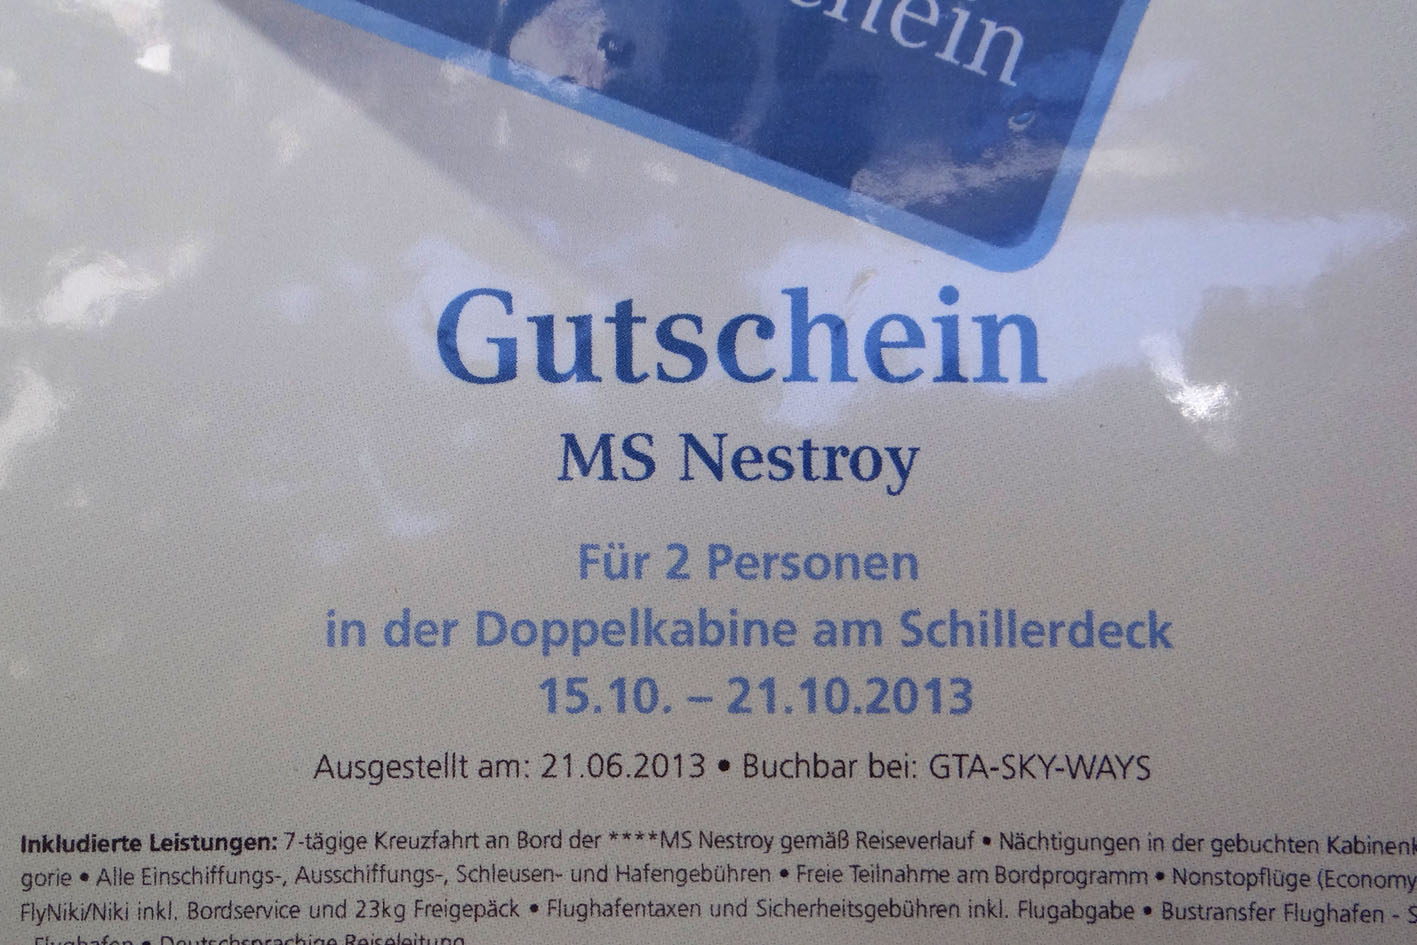 chein
Gutschein
MS Nestroy
Für 2 Personen
in der Doppelkabine am Schillerdeck
15.10. – 21.10.2013
Ausgestellt am: 21.06.2013 • Buchbar bei: GTA-SKY-WAYS
Inkludierte Leistungen: 7-tägige Kreuzfahrt an Bord der ****MS Nestroy gemäß Reiseverlauf • Nächtigungen in der gebuchten Kabinenk
gorie • Alle Einschiffungs-, Ausschiffungs-, Schleusen- und Hafengebühren • Freie Teilnahme am Bordprogramm • Nonstopflüge (Economy
FlyNiki/Niki inkl. Bordservice und 23kg Freigepäck • Flughafentaxen und Sicherheitsgebühren inkl. Flugabgabe • Bustransfer Flughafen - S
Flughafen • Deutschsprachige Reiseleitung